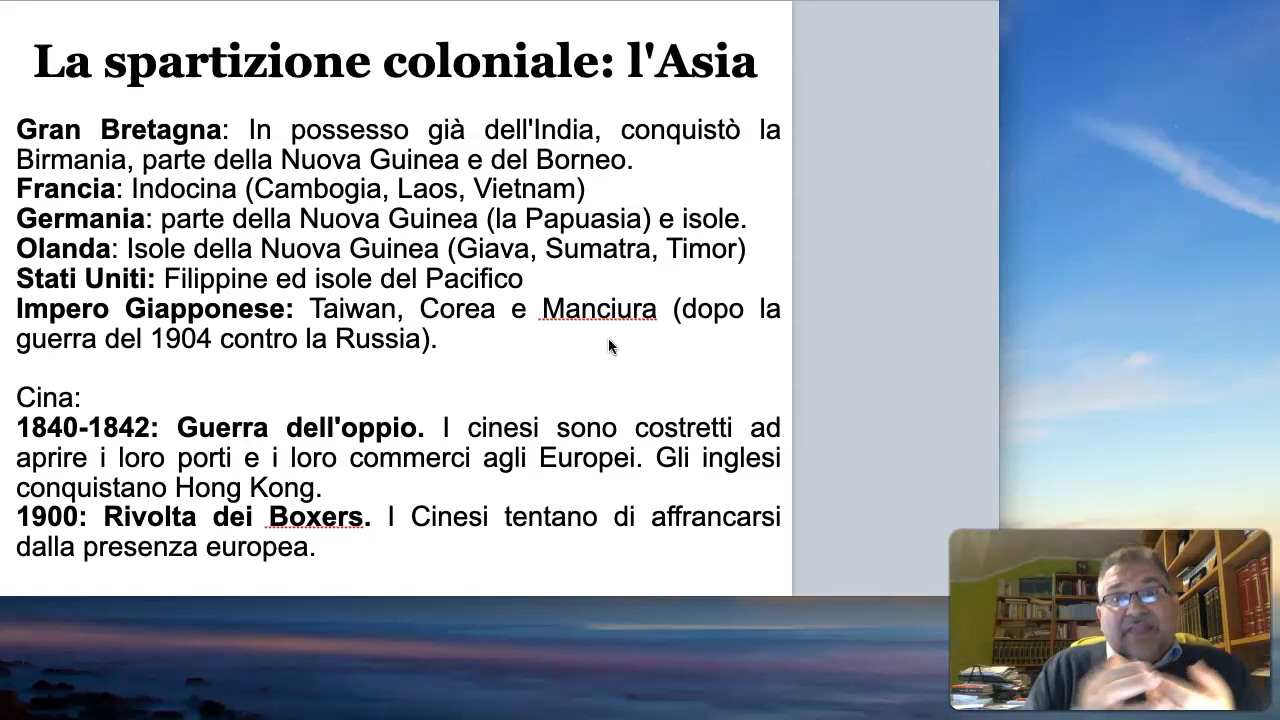 La spartizione coloniale: l'Asia
Gran Bretagna: In possesso già dell'India, conquistò la
Birmania, parte della Nuova Guinea e del Borneo.
Francia: Indocina (Cambogia, Laos, Vietnam)
Germania: parte della Nuova Guinea (la Papuasia) e isole.
Olanda: Isole della Nuova Guinea (Giava, Sumatra, Timor)
Stati Uniti: Filippine ed isole del Pacifico
Impero Giapponese: Taiwan, Corea e Manciura (dopo la
guerra del 1904 contro la Russia).
Cina:
1840-1842: Guerra dell'oppio. I cinesi sono costretti ad
aprire i loro porti e i loro commerci agli Europei. Gli inglesi
conquistano Hong Kong.
1900: Rivolta dei Boxers. I Cinesi tentano di affrancarsi
dalla presenza europea.